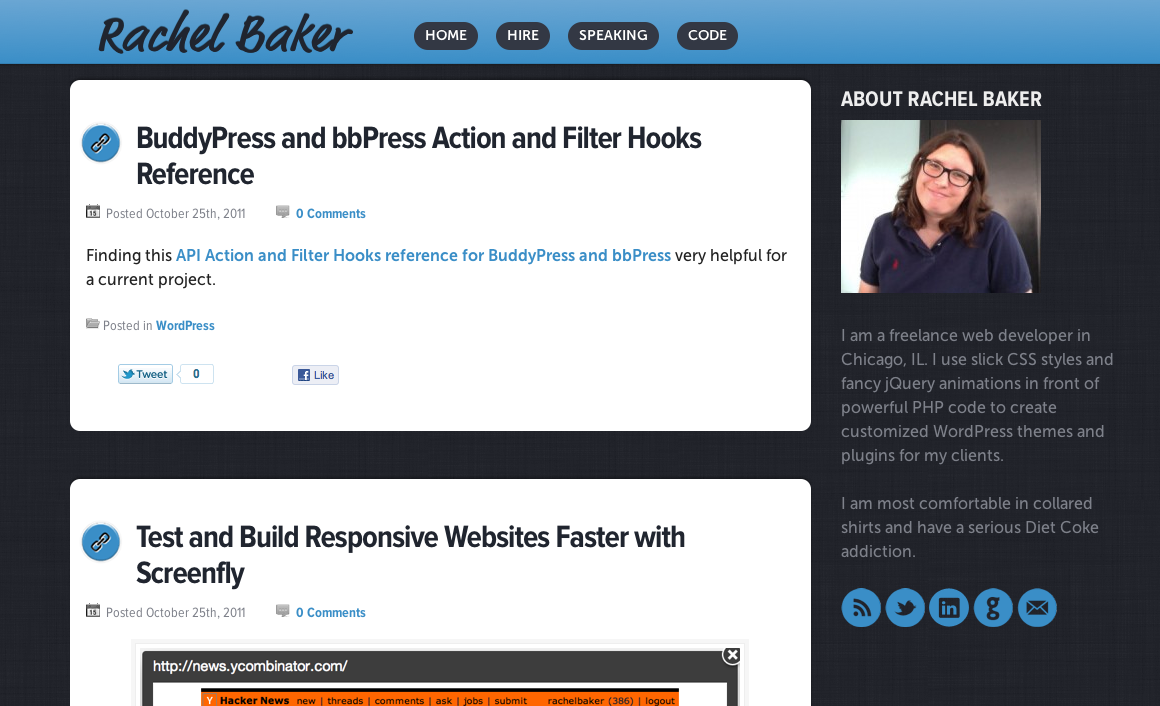 Rachel Baker
HOME
HIRE
SPEAKING
CODE
BuddyPress and bbPress Action and Filter Hooks
Reference
15 Posted October 25th, 2011
0 Comments
Finding this API Action and Filter Hooks reference for BuddyPress and bbPress very helpful for
a current project.
Posted in WordPress
Tweet
0
Like
Test and Build Responsive Websites Faster with
Screenfly
15 Posted October 25th, 2011
0 Comments
http://news.ycombinator.com/
Y Hacker News new | threads | comments | ask | jobs | submit rachelbaker (386) | logout
ABOUT RACHEL BAKER
I am a freelance web developer in
Chicago, IL. I use slick CSS styles and
fancy jQuery animations in front of
powerful PHP code to create
customized WordPress themes and
plugins for my clients.
I am most comfortable in collared
shirts and have a serious Diet Coke
addiction.
in
g